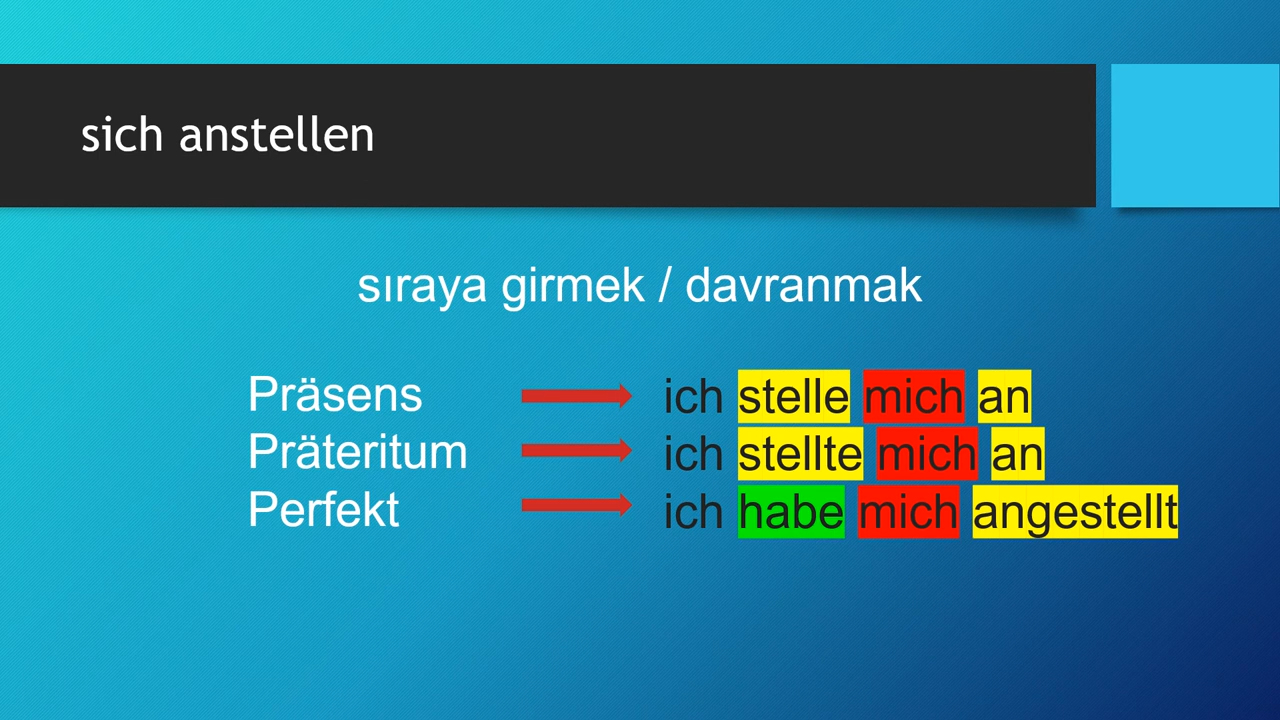 sich anstellen
sıraya girmek / davranmak
Präsens ich stelle mich an
Präteritum ich stellte mich an
Perfekt ich habe mich angestellt